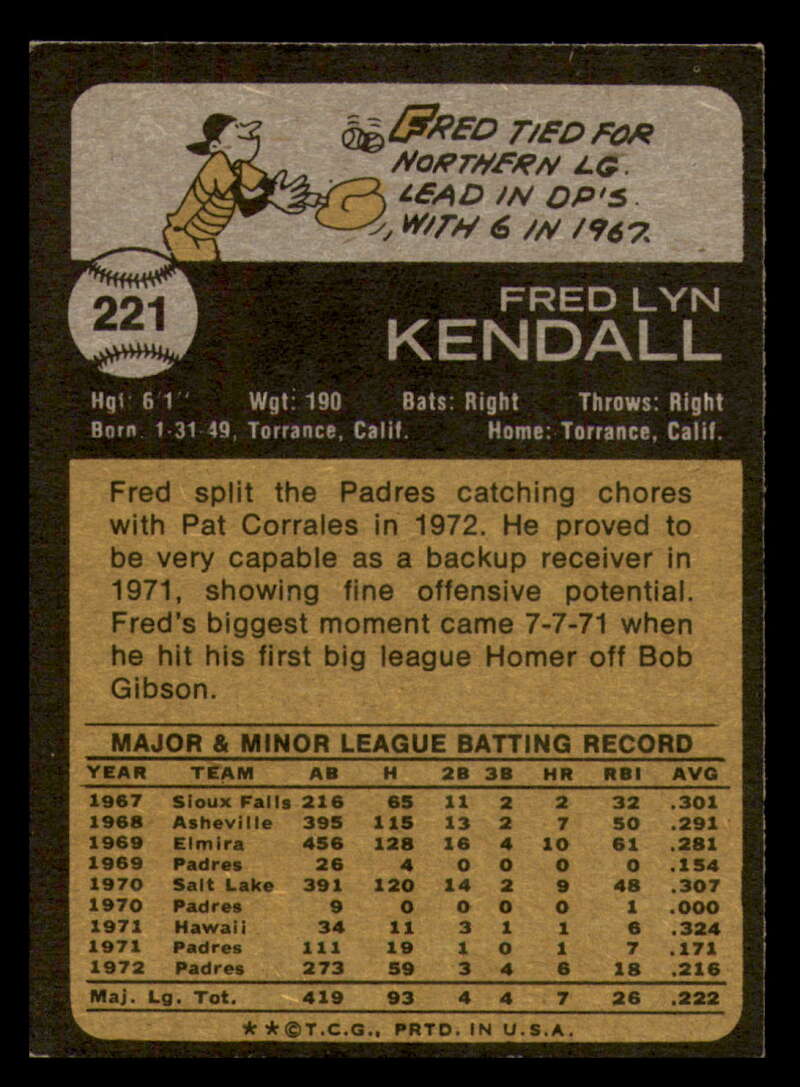 FRED TIED FOR
NORTHERN LG.
LEAD IN DP'S.
WITH 6 IN 1967.
221
FRED LYN
KENDALL
Hgt: 6'1" Wgt: 190 Bats: Right Throws: Right
Born: 1-31-49, Torrance, Calif. Home: Torrance, Calif.
Fred split the Padres catching chores
with Pat Corrales in 1972. He proved to
be very capable as a backup receiver in
1971, showing fine offensive potential.
Fred's biggest moment came 7-7-71 when
he hit his first big league Homer off Bob
Gibson.
MAJOR & MINOR LEAGUE BATTING RECORD
YEAR TEAM AB H 2B 3B HR RBI AVG
1967 Sioux Falls 216 65 11 2 2 32 .301
1968 Asheville 395 115 13 2 7 50 .291
1969 Elmira 456 128 16 4 10 61 .281
1969 Padres 26 4 0 0 0 0 .154
1970 Salt Lake 391 120 14 2 9 48 .307
1970 Padres 9 0 0 0 0 1 .000
1971 Hawaii 34 11 3 1 1 6 .324
1971 Padres 111 19 1 0 1 7 .171
1972 Padres 273 59 3 4 6 18 .216
Maj. Lg. Tot. 419 93 4 4 7 26 .222
**©T.C.G., PRTD. IN U.S.A.